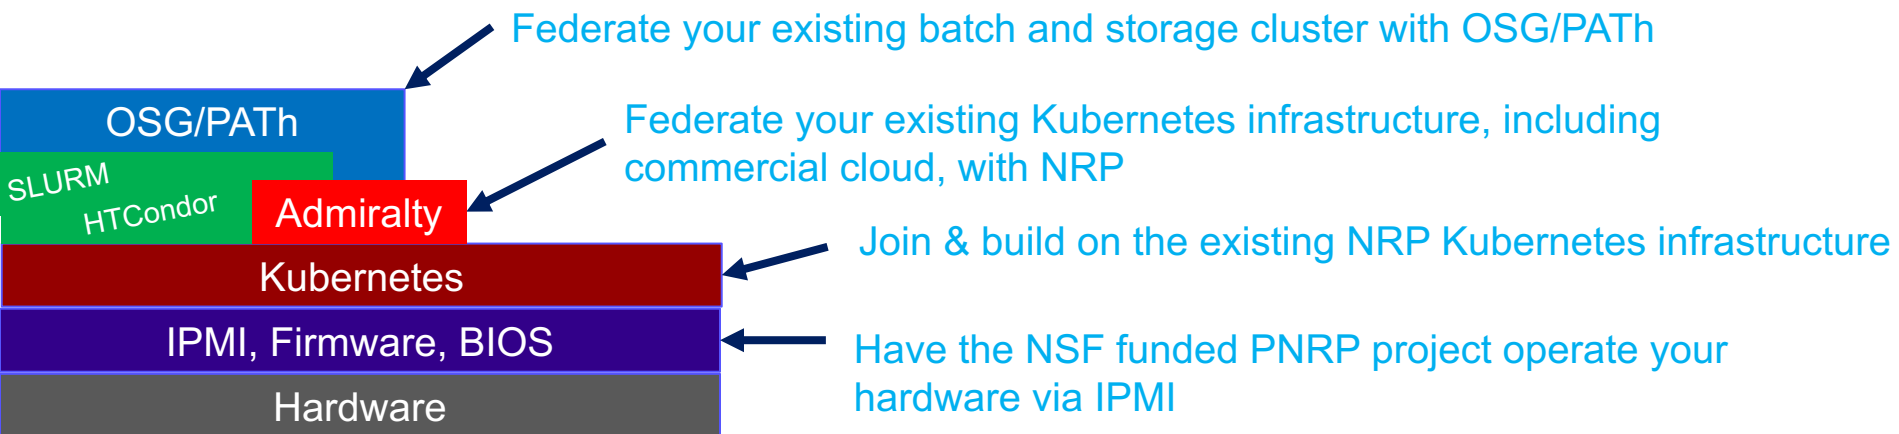 Federate your existing batch and storage cluster with OSG/PATh
OSG/PATh
Federate your existing Kubernetes infrastructure, including
commercial cloud, with NRP
SLURM
HTCondor
Admiralty
Join & build on the existing NRP Kubernetes infrastructure
Kubernetes
IPMI, Firmware, BIOS
Have the NSF funded PNRP project operate your
hardware via IPMI
Hardware